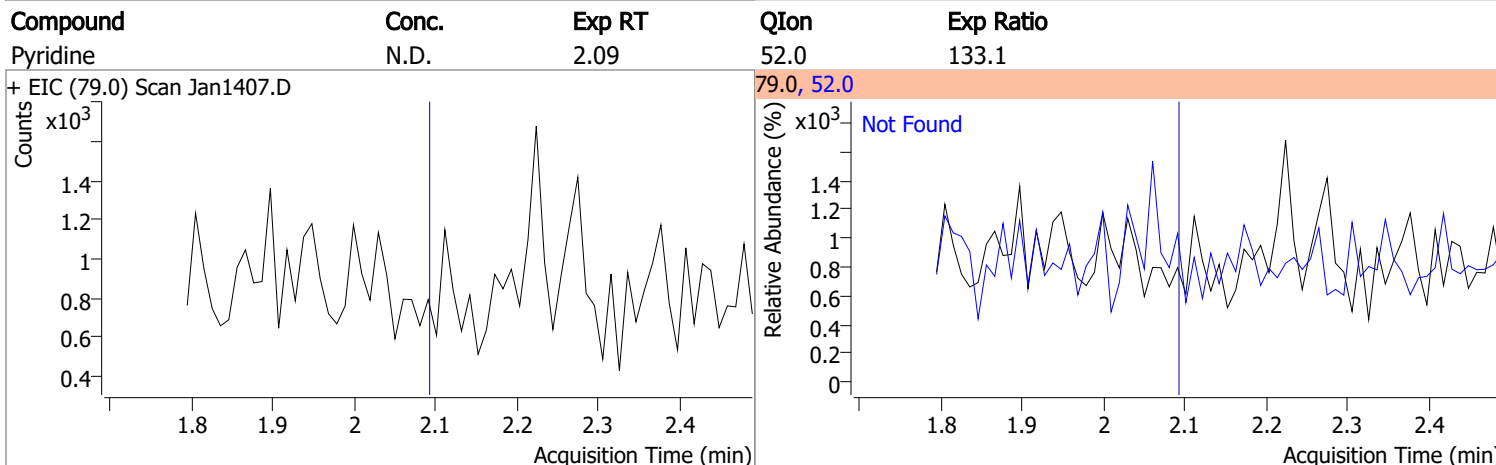 Compound Conc. Exp RT QIon Exp Ratio
Pyridine N.D. 2.09 52.0 133.1
+ EIC (79.0) Scan Jan1407.D
Counts
x10³
1.4
1.2
1
0.8
0.6
0.4
1.8 1.9 2 2.1 2.2 2.3 2.4
Acquisition Time (min)
79.0, 52.0
Relative Abundance (%)
x10³
Not Found
1.4
1.2
1
0.8
0.6
0.4
0.2
0
1.8 1.9 2 2.1 2.2 2.3 2.4
Acquisition Time (min)